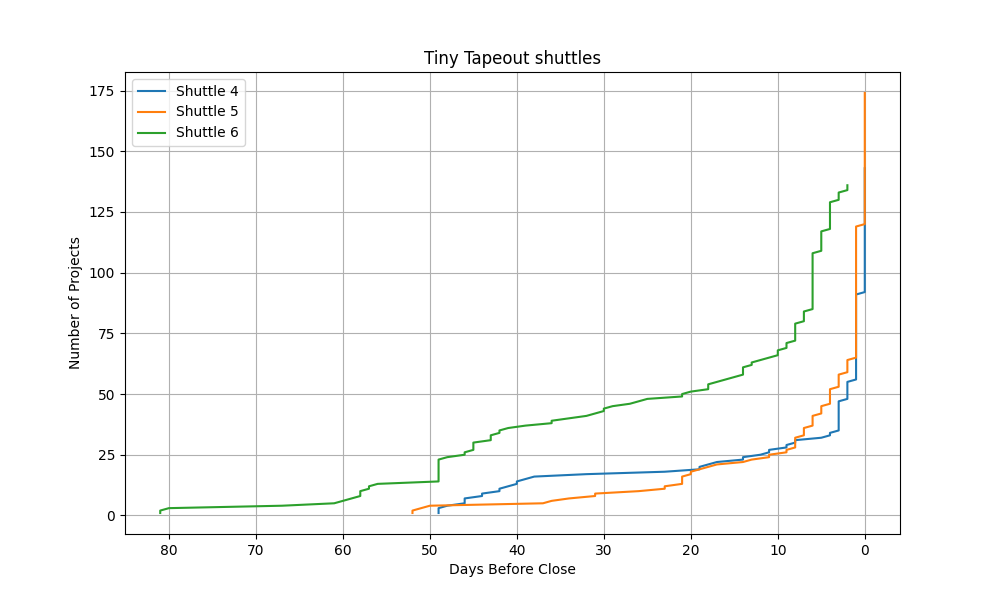 Tiny Tapeout shuttles
Shuttle 4
Shuttle 5
Shuttle 6
Number of Projects
175
150
125
100
75
50
25
0
80 70 60 50 40 30 20 10 0
Days Before Close